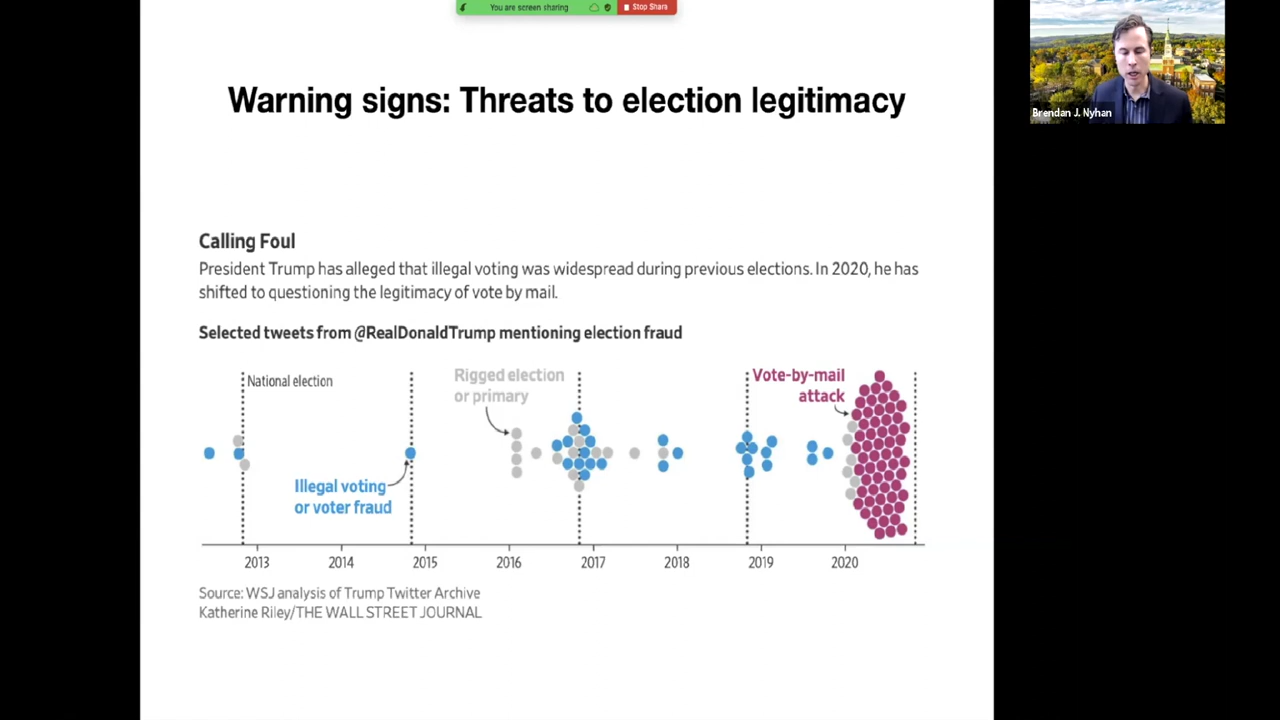 You are screen sharing
Stop Share
Brendan J. Nyhan
Warning signs: Threats to election legitimacy
Calling Foul
President Trump has alleged that illegal voting was widespread during previous elections. In 2020, he has
shifted to questioning the legitimacy of vote by mail.
Selected tweets from @RealDonaldTrump mentioning election fraud
National election
Rigged election
or primary
Vote-by-mail
attack
Illegal voting
or voter fraud
2013 2014 2015 2016 2017 2018 2019 2020
Source: WSJ analysis of Trump Twitter Archive
Katherine Riley/THE WALL STREET JOURNAL